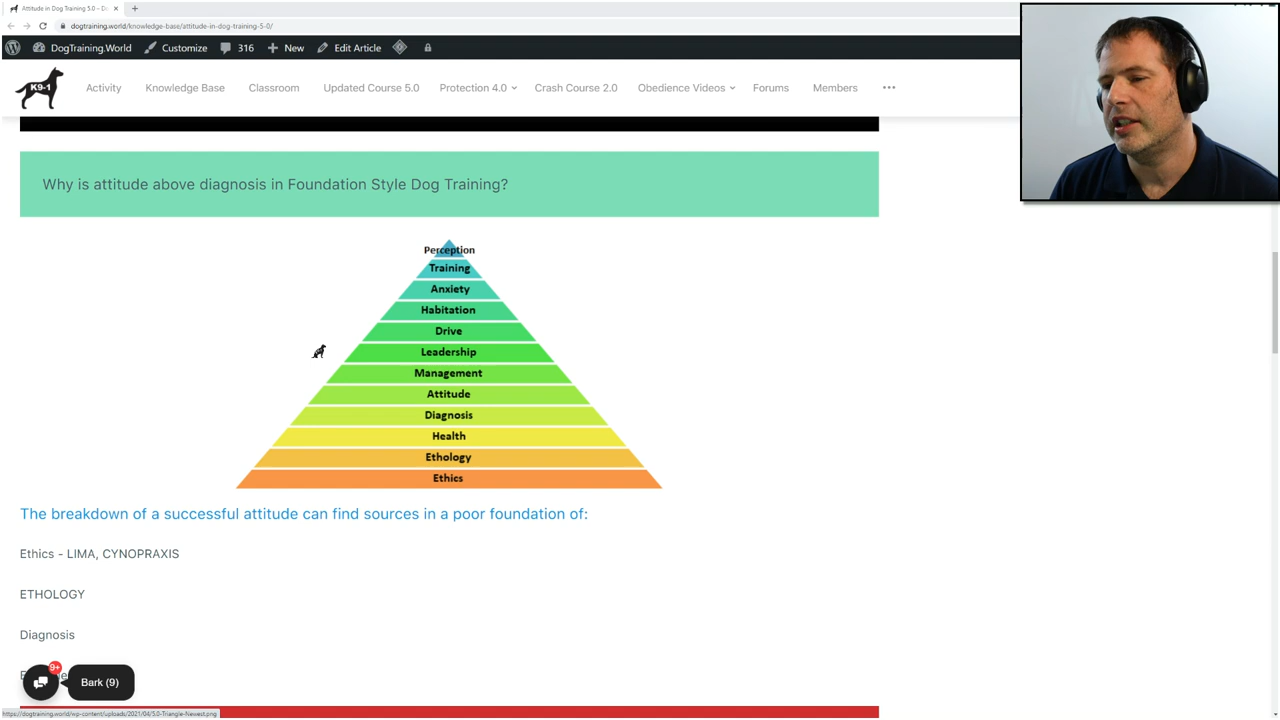 Attitude in Dog Training 5.0 – Di
dogtraining.world/knowledge-base/attitude-in-dog-training-5-0/
DogTraining.World Customize 316 New Edit Article
K9-1 Activity Knowledge Base Classroom Updated Course 5.0 Protection 4.0 Crash Course 2.0 Obedience Videos Forums Members
Why is attitude above diagnosis in Foundation Style Dog Training?
Perception
Training
Anxiety
Habitation
Drive
Leadership
Management
Attitude
Diagnosis
Health
Ethology
Ethics
The breakdown of a successful attitude can find sources in a poor foundation of:
Ethics - LIMA, CYNOPRAXIS
ETHOLOGY
Diagnosis
9+
Bark (9)
https://dogtraining.world/wp-content/uploads/2021/04/5.0-Triangle-Newest.png